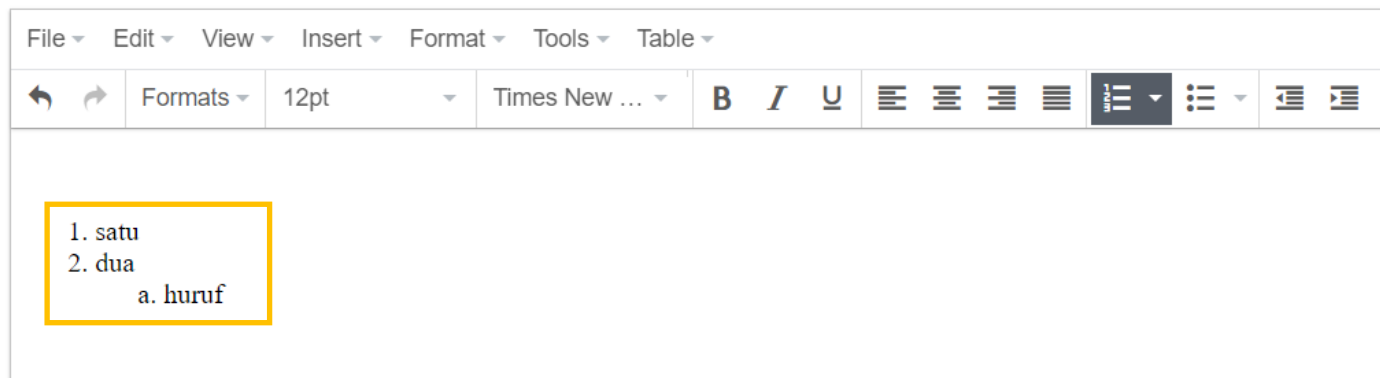 File Edit View Insert Format Tools Table
Formats 12pt Times New ... B I U
1. satu
2. dua
a. huruf